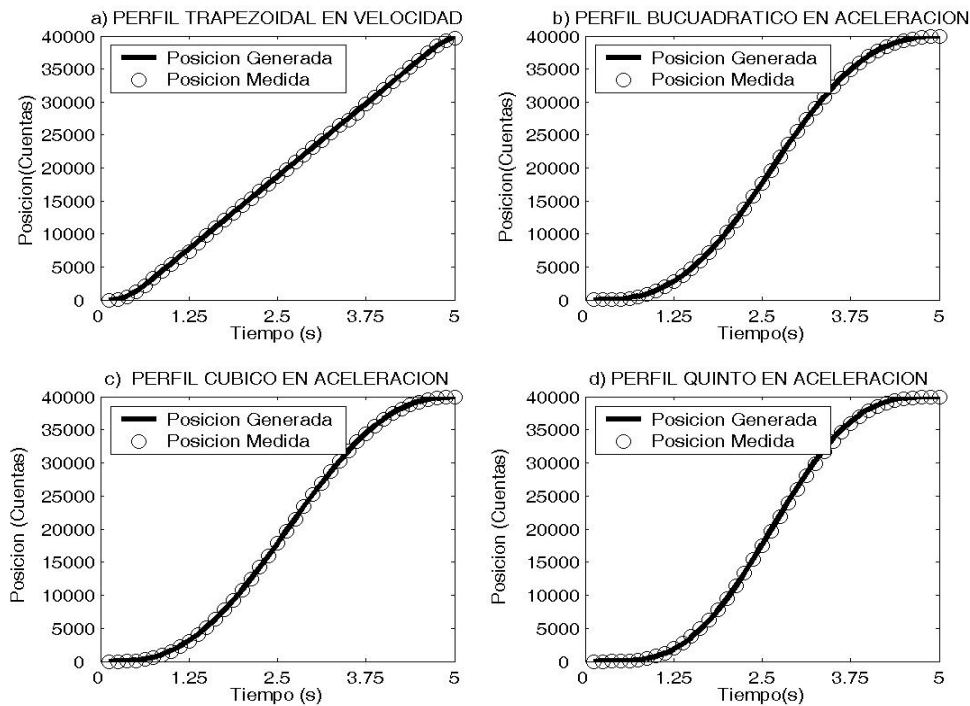 a) PERFIL TRAPEZOIDAL EN VELOCIDAD
40000
35000
30000
25000
20000
15000
10000
5000
0
Posicion(Cuentas)
Posicion Generada
Posicion Medida
0 1.25 2.5 3.75 5
Tiempo (s)
b) PERFIL BUCUADRATICO EN ACELERACION
40000
35000
30000
25000
20000
15000
10000
5000
0
Posicion(Cuentas)
Posicion Generada
Posicion Medida
0 1.25 2.5 3.75 5
Tiempo(s)
c) PERFIL CUBICO EN ACELERACION
40000
35000
30000
25000
20000
15000
10000
5000
0
Posicion (Cuentas)
Posicion Generada
Posicion Medida
0 1.25 2.5 3.75 5
Tiempo (s)
d) PERFIL QUINTO EN ACELERACION
40000
35000
30000
25000
20000
15000
10000
5000
0
Posicion (Cuentas)
Posicion Generada
Posicion Medida
0 1.25 2.5 3.75 5
Tiempo(s)